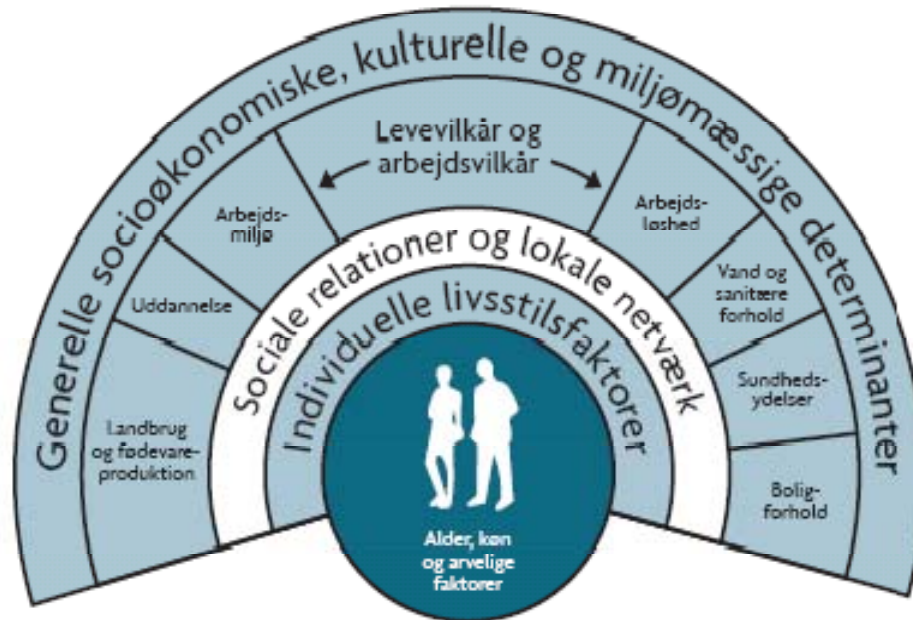 Generelle socioøkonomiske, kulturelle og miljømæssige determinanter
Levevilkår og
arbejdsvilkår
Landbrug
og fødevare-
produktion
Uddannelse
Arbejds-
miljø
Arbejds-
løshed
Vand og
sanitære
forhold
Sundheds-
ydelser
Bolig-
forhold
Sociale relationer og lokale netværk
Individuelle livsstilsfaktorer
Alder, køn
og arvelige
faktorer